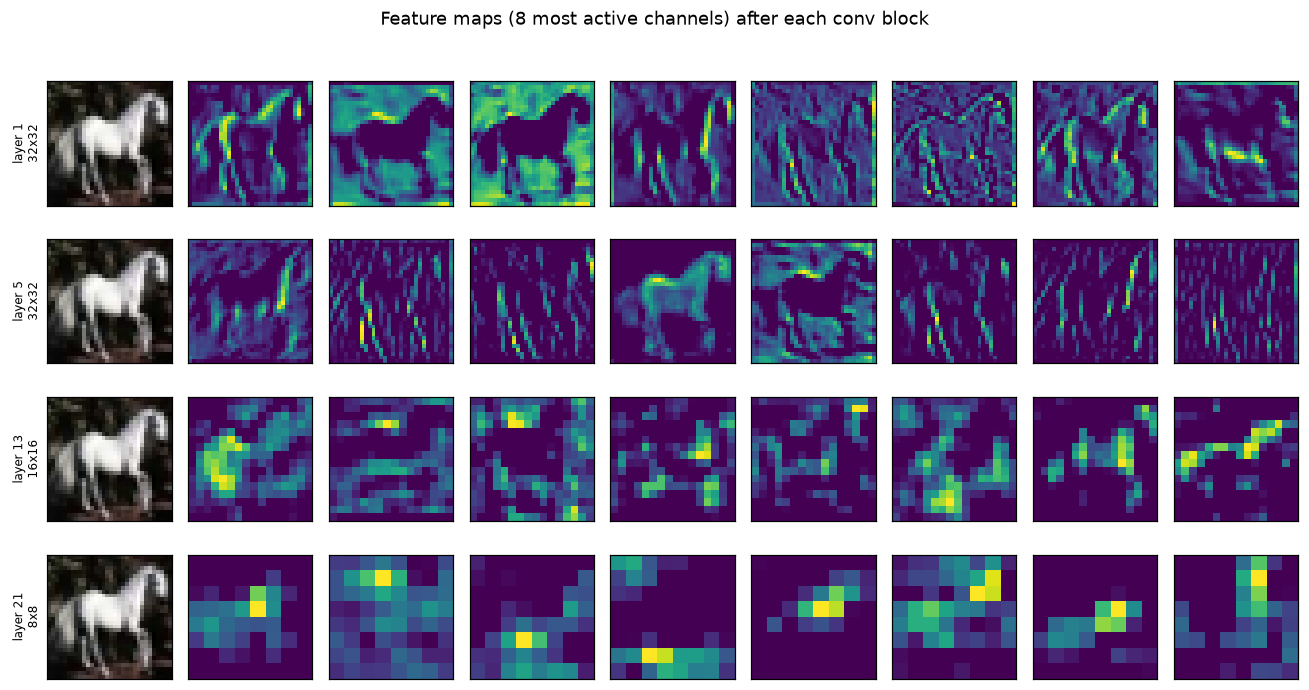 Feature maps (8 most active channels) after each conv block
layer 1
32x32
layer 5
32x32
layer 13
16x16
layer 21
8x8